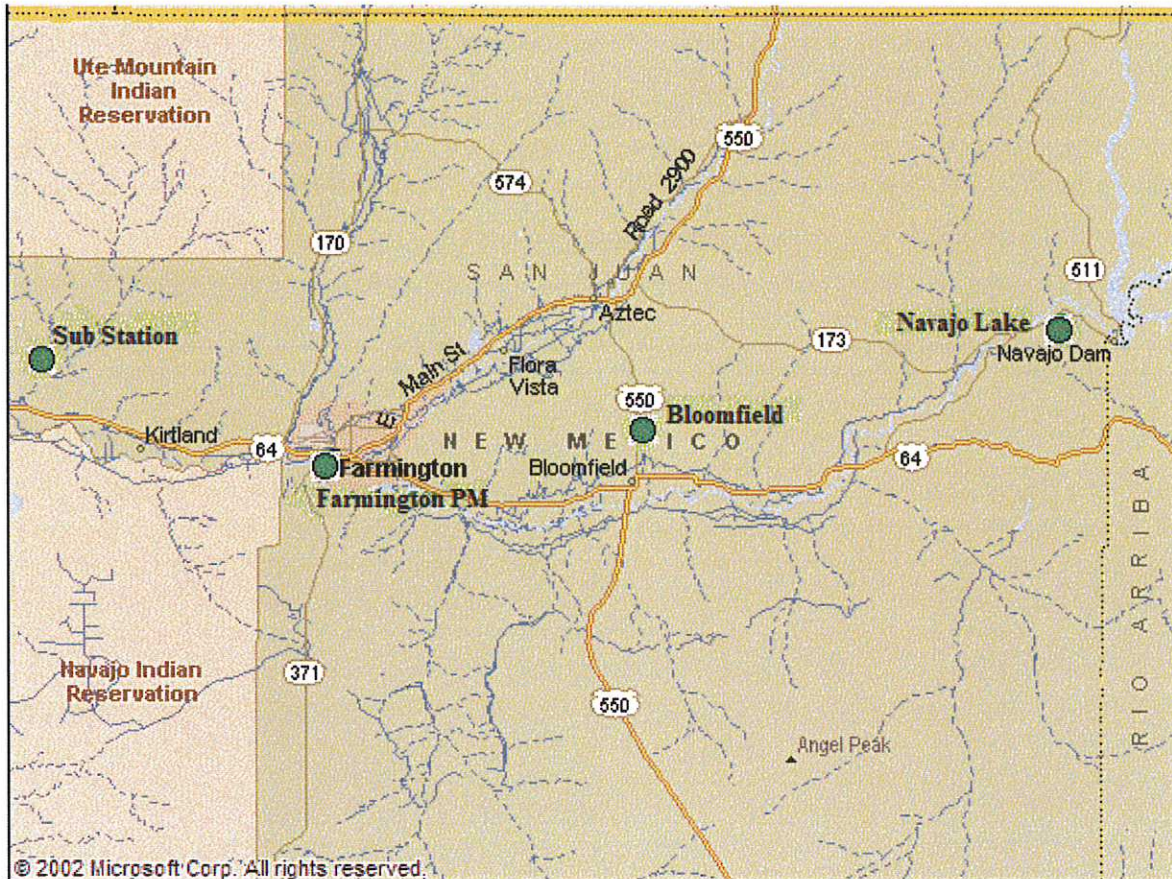 Ute Mountain
Indian
Reservation
550
Road 2900
574
170
SAN JUAN
511
Aztec
Sub Station
Navajo Lake
173
Navajo Dam
Main St
E
Flora
Vista
550
Bloomfield
Kirtland
64
NEW MEXICO
Farmington
Bloomfield
64
Farmington PM
RIO ARRIBA
Navajo Indian
Reservation
371
550
Angel Peak
© 2002 Microsoft Corp. All rights reserved.